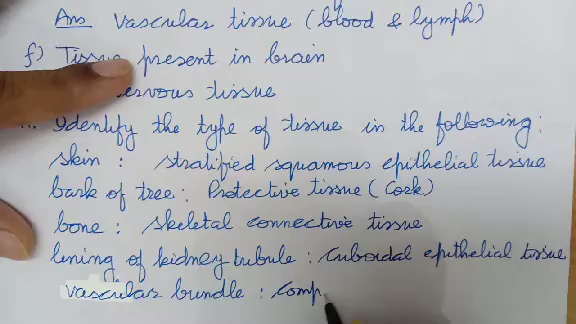 Ans Vascular tissue (blood & lymph)
f) Tissue present in brain
nervous tissue
Identify the type of tissue in the following:
Skin : Stratified squamous epithelial tissue
bark of tree : Protective tissue (Cork)
bone : Skeletal connective tissue
lining of kidney tubule : Cuboidal epithelial tissue
vascular bundle : Comp